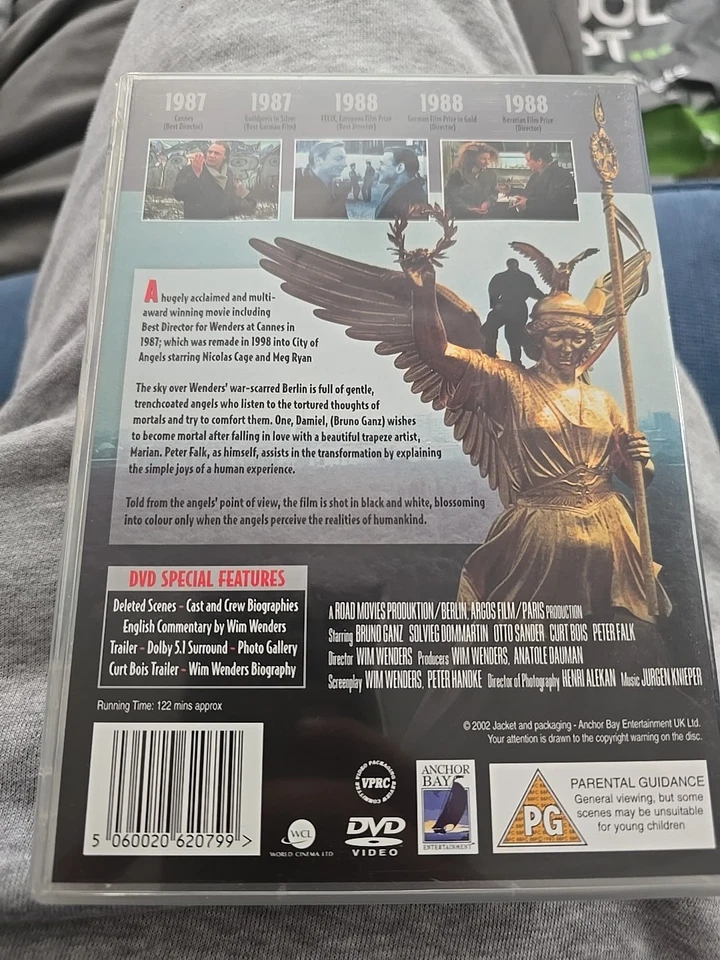 1987 1987 1988 1988 1988
Cannes Guildpreis in Silver FELIX, European Film Prize German Film Prize in Gold Bavarian Film Prize
(Best Director) (Best German Film) (Best Director) (Director) (Director)
A hugely acclaimed and multi-
award winning movie including
Best Director for Wenders at Cannes in
1987; which was remade in 1998 into City of
Angels starring Nicolas Cage and Meg Ryan
The sky over Wenders' war-scarred Berlin is full of gentle,
trenchcoated angels who listen to the tortured thoughts of
mortals and try to comfort them. One, Damiel, (Bruno Ganz) wishes
to become mortal after falling in love with a beautiful trapeze artist,
Marian. Peter Falk, as himself, assists in the transformation by explaining
the simple joys of a human experience.
Told from the angels' point of view, the film is shot in black and white, blossoming
into colour only when the angels perceive the realities of humankind.
DVD SPECIAL FEATURES
Deleted Scenes - Cast and Crew Biographies
English Commentary by Wim Wenders
Trailer - Dolby 5.1 Surround - Photo Gallery
Curt Bois Trailer - Wim Wenders Biography
A ROAD MOVIES PRODUKTION/BERLIN, ARGOS FILM/PARIS PRODUCTION
Starring BRUNO GANZ SOLVIEG DOMMARTIN OTTO SANDER CURT BOIS PETER FALK
Director WIM WENDERS Producers WIM WENDERS, ANATOLE DAUMAN
Screenplay WIM WENDERS, PETER HANDKE Director of Photography HENRI ALEKAN Music JURGEN KNIEPER
Running Time: 122 mins approx
© 2002 Jacket and packaging - Anchor Bay Entertainment UK Ltd.
Your attention is drawn to the copyright warning on the disc.
5 060020 620799 >
WCL
WORLD CINEMA LTD
VIDEO PACKAGING REVIEW COMMITTEE
VPRC
DVD
VIDEO
ANCHOR
BAY
ENTERTAINMENT
PG
PARENTAL GUIDANCE
General viewing, but some
scenes may be unsuitable
for young children